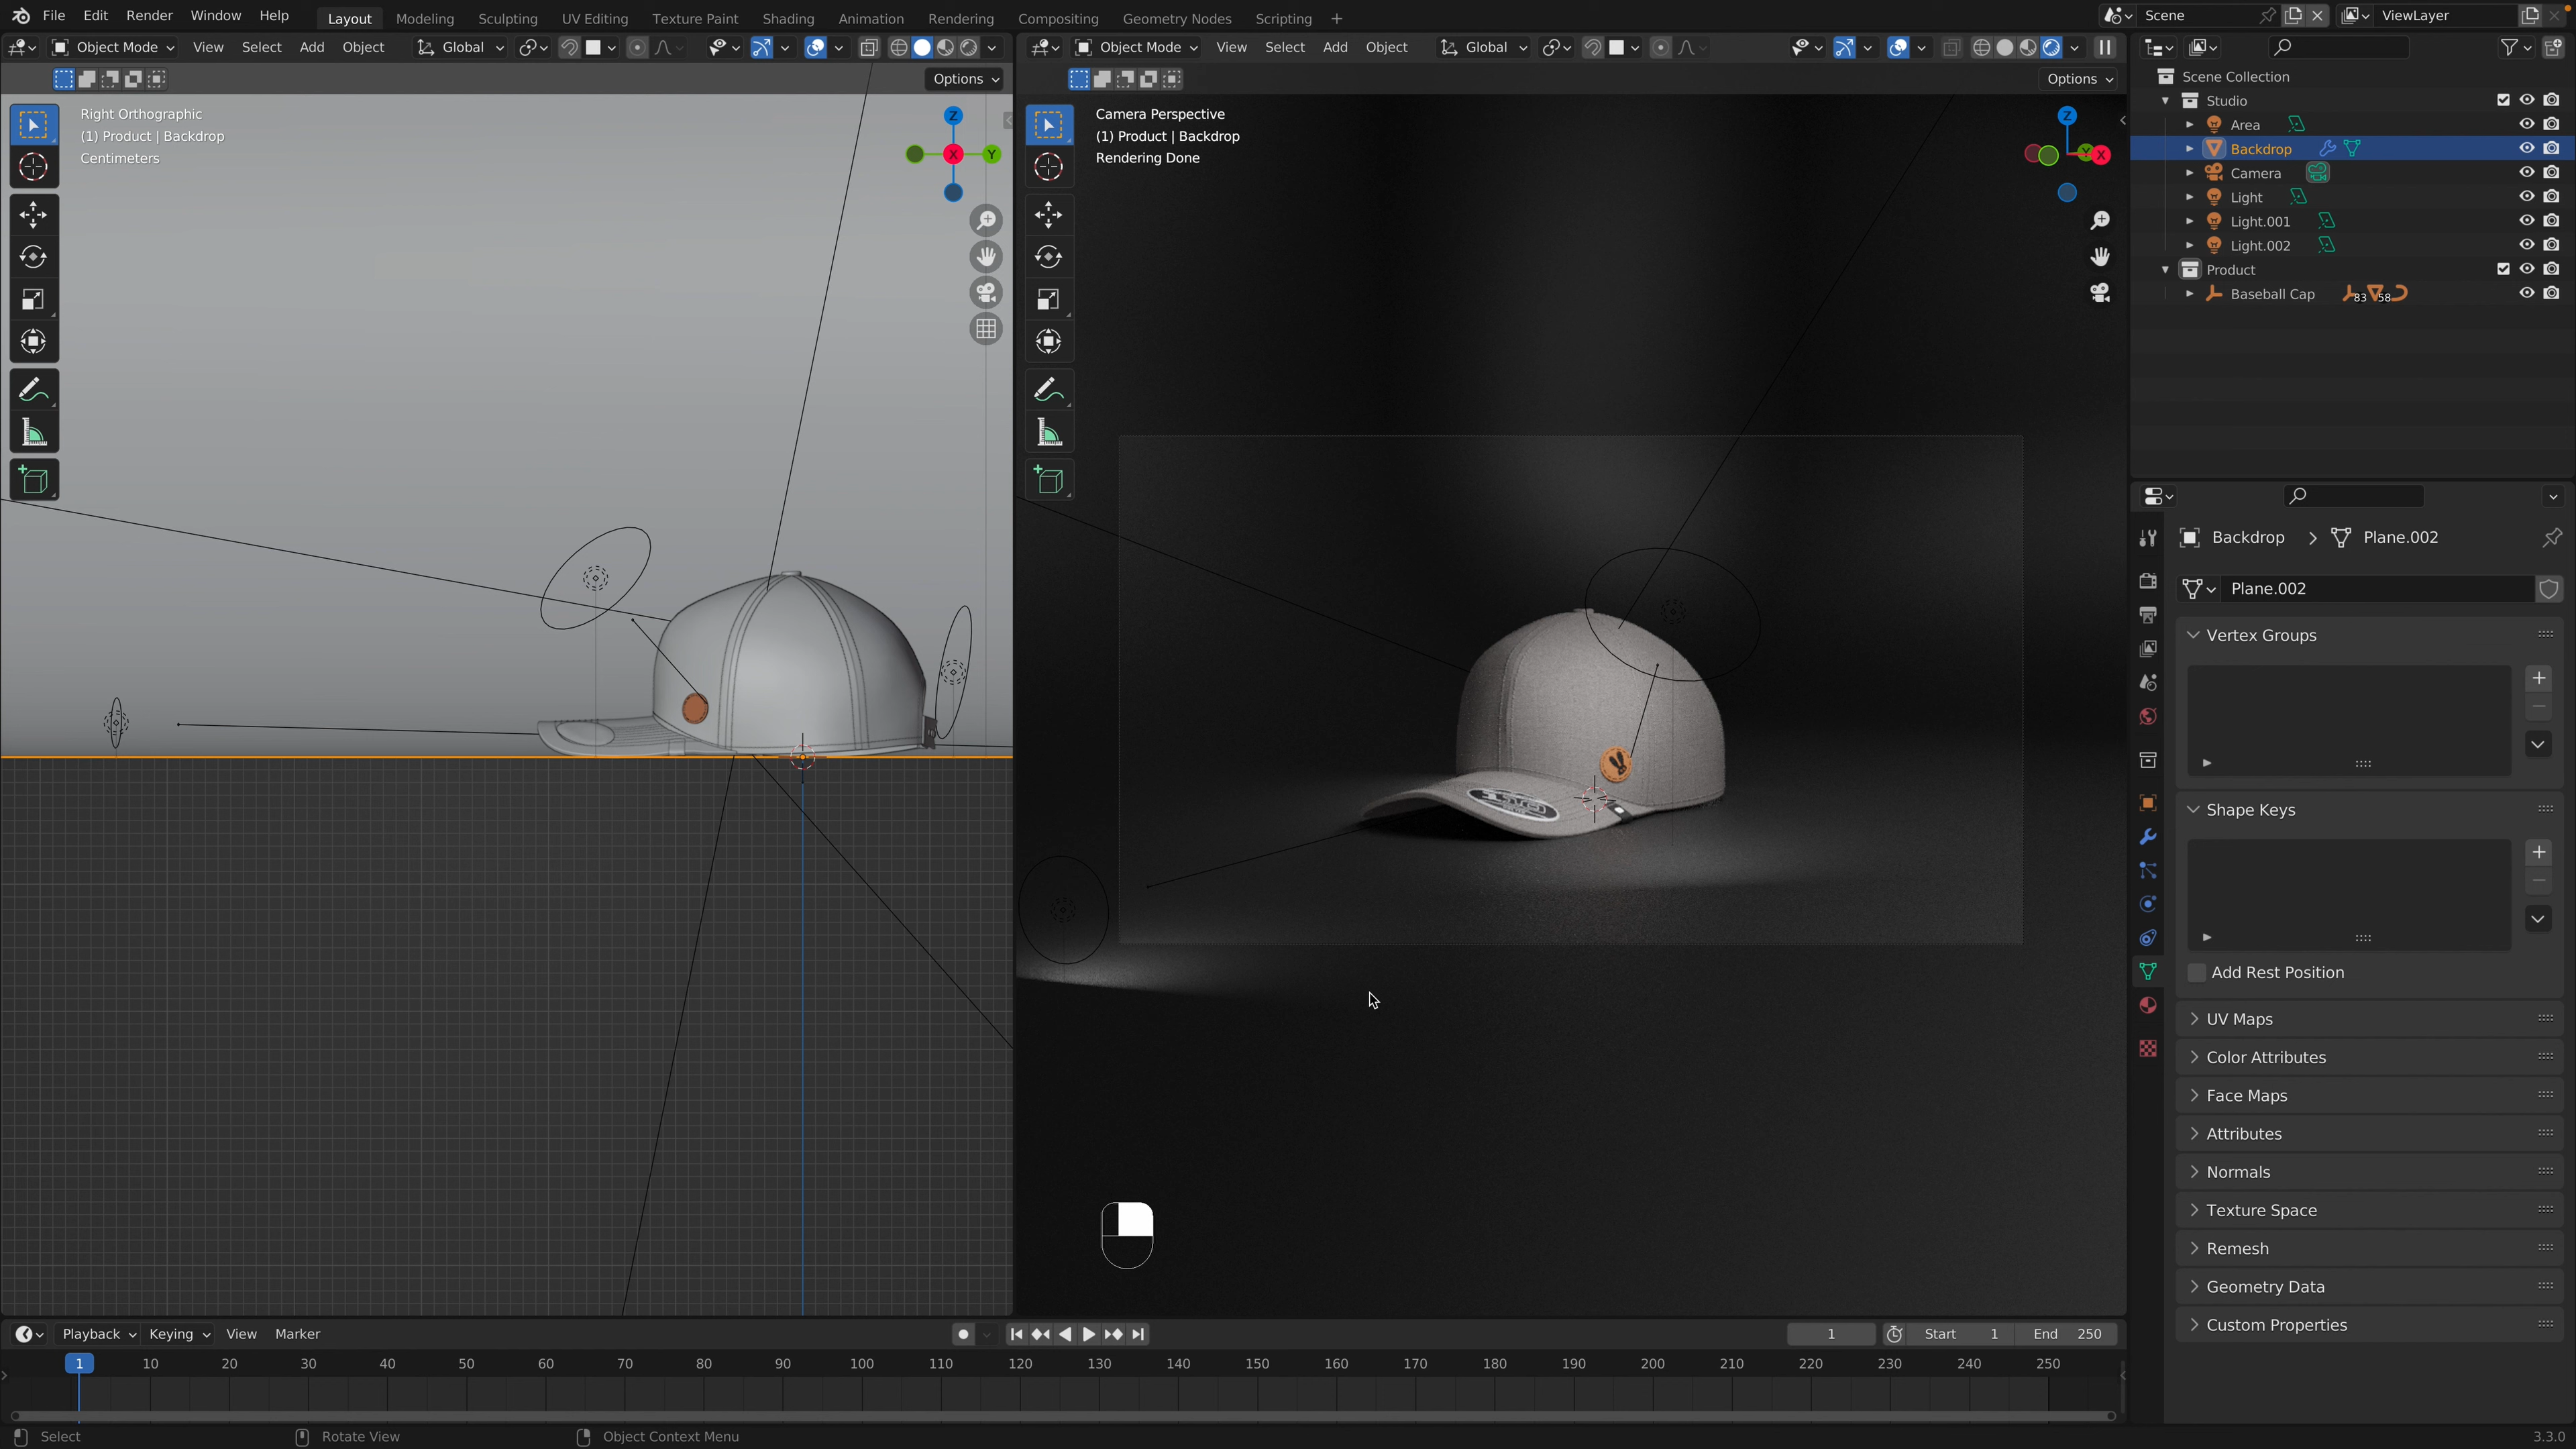 File Edit Render Window Help Layout Modeling Sculpting UV Editing Texture Paint Shading Animation Rendering Compositing Geometry Nodes Scripting + Scene ViewLayer
Object Mode View Select Add Object Global
Object Mode View Select Add Object Global
Options
Options
Right Orthographic
(1) Product | Backdrop
Centimeters
Z
X
Y
Camera Perspective
(1) Product | Backdrop
Rendering Done
Z
Y
X
110
Scene Collection
Studio
Area
Backdrop
Camera
Light
Light.001
Light.002
Product
Baseball Cap 83 58
Backdrop > Plane.002
Plane.002
Vertex Groups
Shape Keys
Add Rest Position
UV Maps
Color Attributes
Face Maps
Attributes
Normals
Texture Space
Remesh
Geometry Data
Custom Properties
Playback Keying View Marker 1 Start 1 End 250
1 10 20 30 40 50 60 70 80 90 100 110 120 130 140 150 160 170 180 190 200 210 220 230 240 250
Select Rotate View Object Context Menu 3.3.0